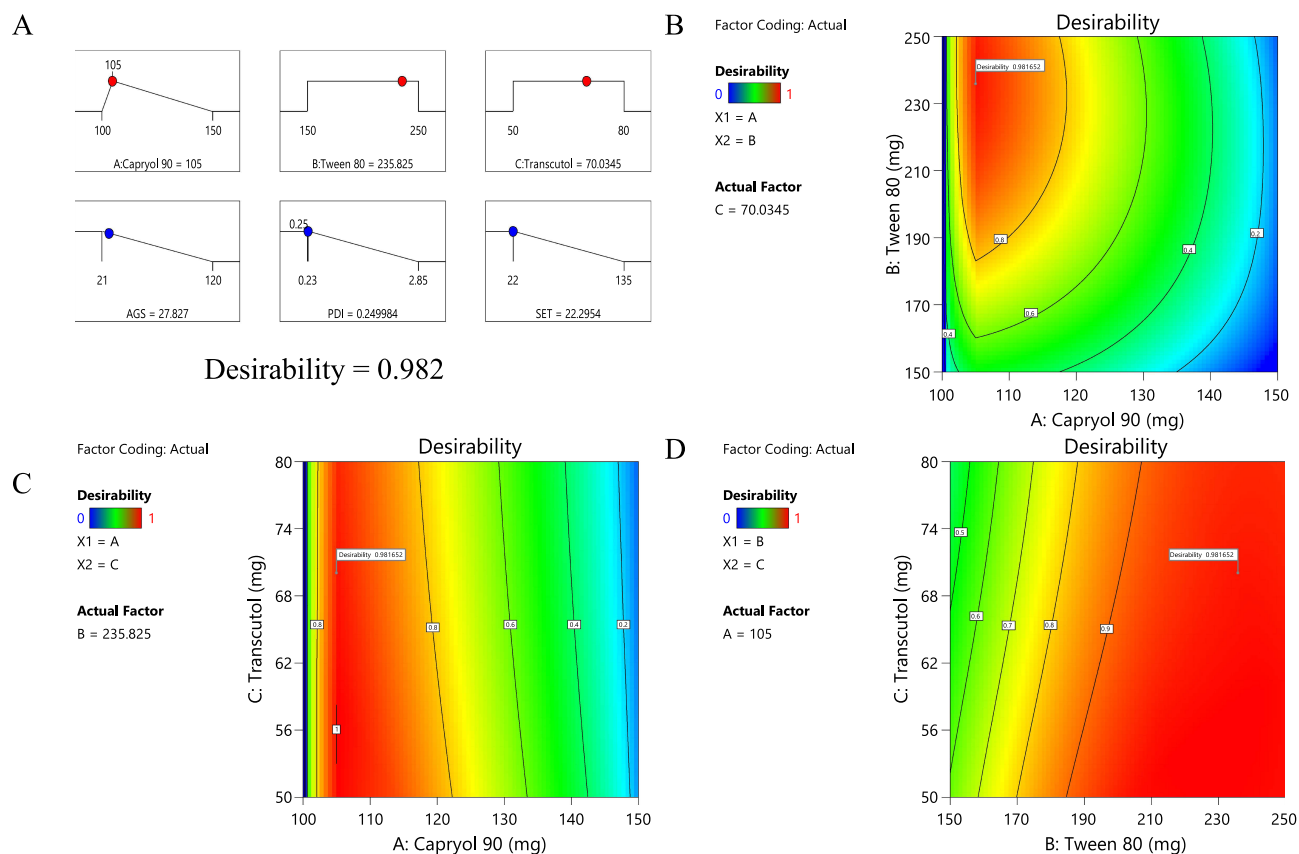 A
105
100 150
A:Capryol 90 = 105
150 250
B:Tween 80 = 235.825
50 80
C:Transcutol = 70.0345
21 120
AGS = 27.827
0.25
0.23 2.85
PDI = 0.249984
22 135
SET = 22.2954
Desirability = 0.982
B
Factor Coding: Actual
Desirability
0 1
X1 = A
X2 = B
Actual Factor
C = 70.0345
Desirability
B: Tween 80 (mg)
250
230
210
190
170
150
Desirability 0.981652
0.8
0.6
0.4
0.4
0.2
100 110 120 130 140 150
A: Capryol 90 (mg)
C
Factor Coding: Actual
Desirability
0 1
X1 = A
X2 = C
Actual Factor
B = 235.825
Desirability
C: Transcutol (mg)
80
74
68
62
56
50
Desirability 0.981652
0.8
0.8
0.6
0.4
0.2
1
100 110 120 130 140 150
A: Capryol 90 (mg)
D
Factor Coding: Actual
Desirability
0 1
X1 = B
X2 = C
Actual Factor
A = 105
Desirability
C: Transcutol (mg)
80
74
68
62
56
50
0.5
Desirability 0.981652
0.6
0.7
0.8
0.9
150 170 190 210 230 250
B: Tween 80 (mg)